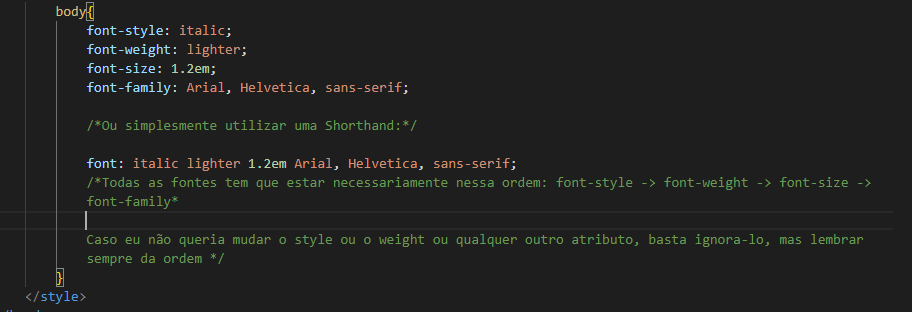 body{
font-style: italic;
font-weight: lighter;
font-size: 1.2em;
font-family: Arial, Helvetica, sans-serif;
/*Ou simplesmente utilizar uma Shorthand:*/
font: italic lighter 1.2em Arial, Helvetica, sans-serif;
/*Todas as fontes tem que estar necessariamente nessa ordem: font-style -> font-weight -> font-size ->
font-family*
Caso eu não queria mudar o style ou o weight ou qualquer outro atributo, basta ignora-lo, mas lembrar
sempre da ordem */
}
</style>